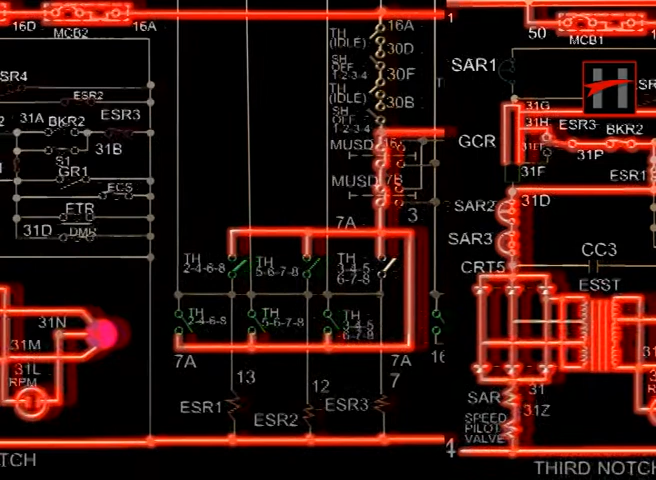 16D
MCB2
16A
1
50
MCB1
SR4
ESR2
31A
BKR2
ESR3
31B
S1
GR1
ECS
FTR
31D
DMR
TH
(IDLE)
16A
30D
SH
OFF
1-2-3-4
30F
TH
(IDLE)
30B
SH
OFF
1-2-3-4
MUSD
MUSD
7B
3
SAR1
31G
31H
ESR3
BKR2
GCR
31P
31F
ESR1
SAR2
31D
SAR3
CC3
CRT5
ESST
7A
TH
2-4-6-8
TH
5-6-7-8
TH
3-4-5
6-7-8
TH
2-4-6-8
TH
5-6-7-8
TH
3-4-5
6-7-8
7A
7A
16
31N
31M
31L
RPM
13
12
7
ESR1
ESR2
ESR3
SAR
31
31Z
SPEED
PILOT
VALVE
4
TCH
THIRD NOTCH